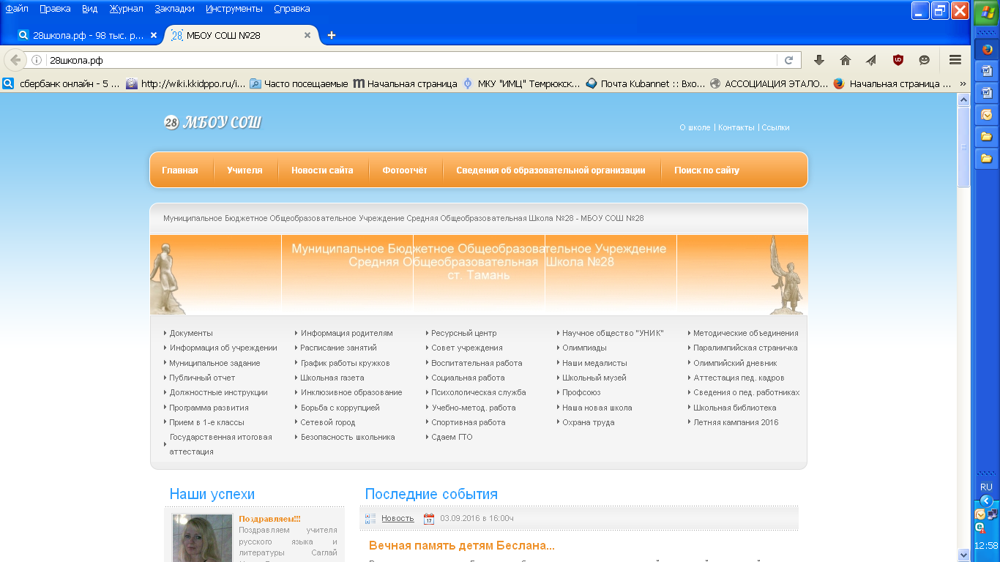 Файл Правка Вид Журнал Закладки Инструменты Справка
28школа.рф - 98 тыс. р... 28 МБОУ СОШ №28
28школа.рф
сбербанк онлайн - 5 ... http://wiki.kkidppo.ru/i... Часто посещаемые Начальная страница МКУ "ИМЦ" Темрюкск... Почта Kubannet :: Вхо... АССОЦИАЦИЯ ЭТАЛО... Начальная страница ... »
28 МБОУ СОШ
О школе | Контакты | Ссылки
Главная Учителя Новости сайта Фотоотчёт Сведения об образовательной организации Поиск по сайту
Муниципальное Бюджетное Общеобразовательное Учреждение Средняя Общеобразовательная Школа №28 - МБОУ СОШ №28
Муниципальное Бюджетное Общеобразовательное Учреждение
Средняя Общеобразовательная Школа №28
ст. Тамань
Документы
Информация об учреждении
Муниципальное задание
Публичный отчет
Должностные инструкции
Программа развития
Прием в 1-е классы
Государственная итоговая
аттестация
Информация родителям
Расписание занятий
График работы кружков
Школьная газета
Инклюзивное образование
Борьба с коррупцией
Сетевой город
Безопасность школьника
Ресурсный центр
Совет учреждения
Воспитательная работа
Социальная работа
Психологическая служба
Учебно-метод. работа
Спортивная работа
Сдаем ГТО
Научное общество "УНИК"
Олимпиады
Наши медалисты
Школьный музей
Профсоюз
Наша новая школа
Охрана труда
Методические объединения
Паралимпийская страничка
Олимпийский дневник
Аттестация пед. кадров
Сведения о пед. работниках
Школьная библиотека
Летняя кампания 2016
Наши успехи
Поздравляем!!!
Поздравляем учителя
русского языка и
литературы Саглай
Последние события
Новость 17 03.09.2016 в 16:00ч
Вечная память детям Беслана...
RU
12:58